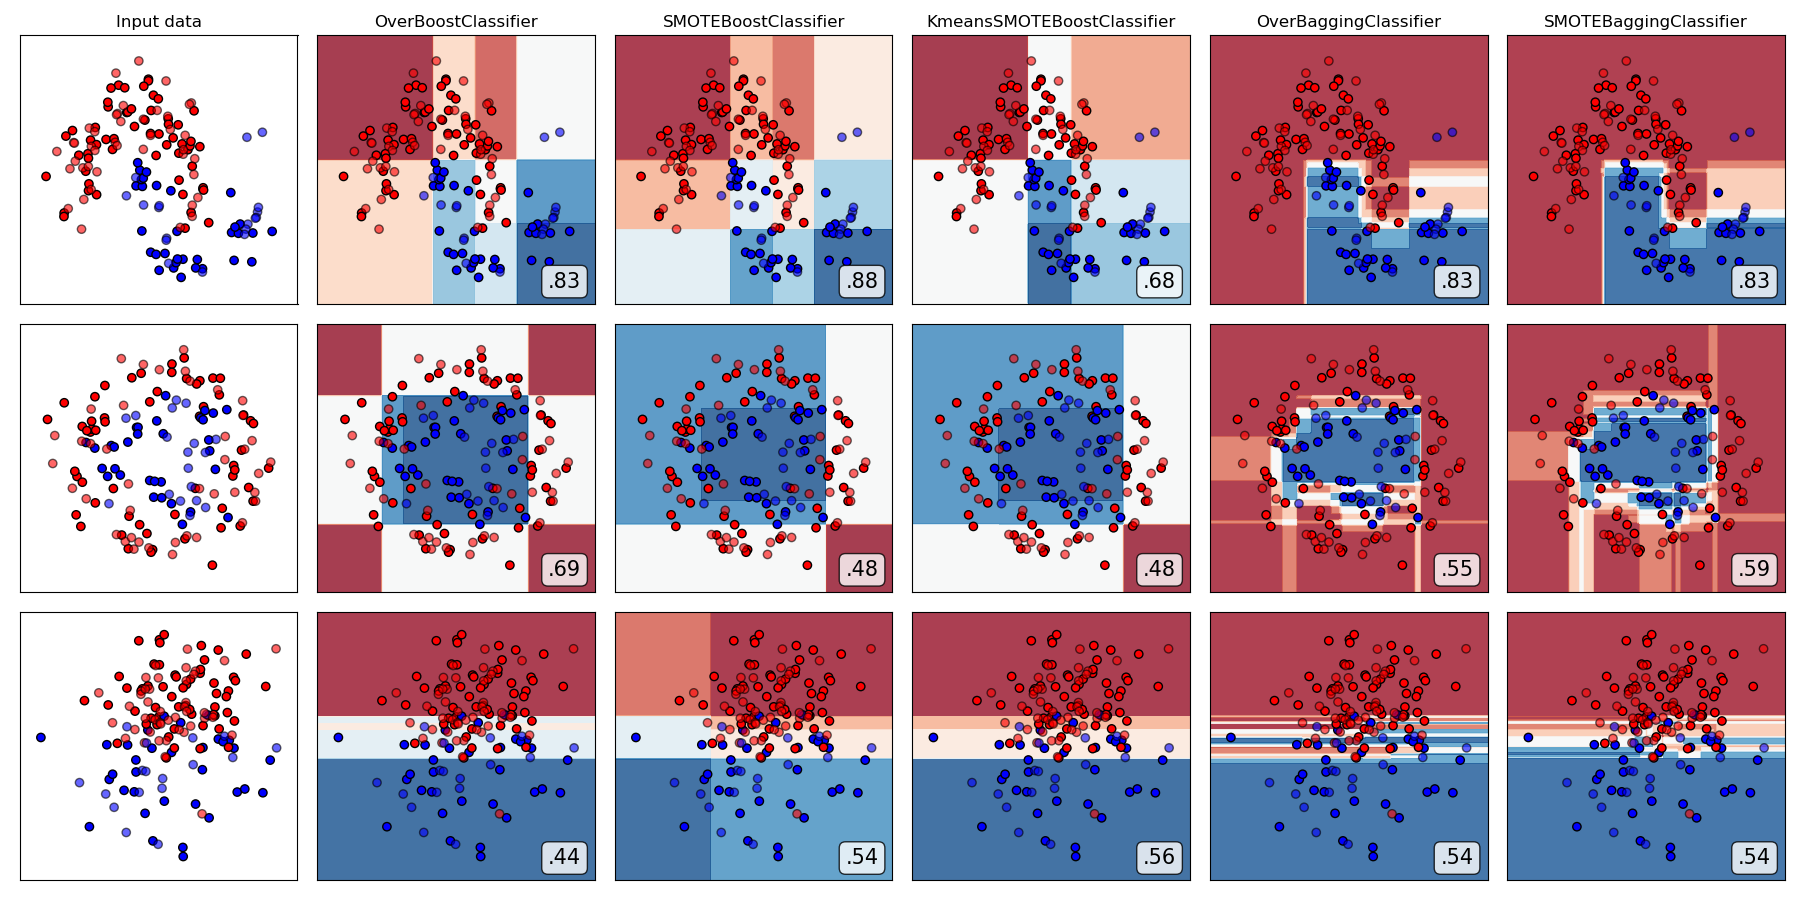 Input data
OverBoostClassifier
SMOTEBoostClassifier
KmeansSMOTEBoostClassifier
OverBaggingClassifier
SMOTEBaggingClassifier
.83
.88
.68
.83
.83
.69
.48
.48
.55
.59
.44
.54
.56
.54
.54